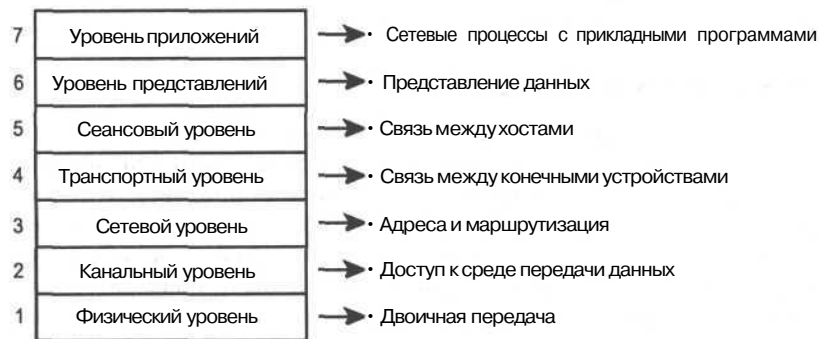 7 Уровень приложений • Сетевые процессы с прикладными программами
6 Уровень представлений • Представление данных
5 Сеансовый уровень • Связь между хостами
4 Транспортный уровень • Связь между конечными устройствами
3 Сетевой уровень • Адреса и маршрутизация
2 Канальный уровень • Доступ к среде передачи данных
1 Физический уровень • Двоичная передача